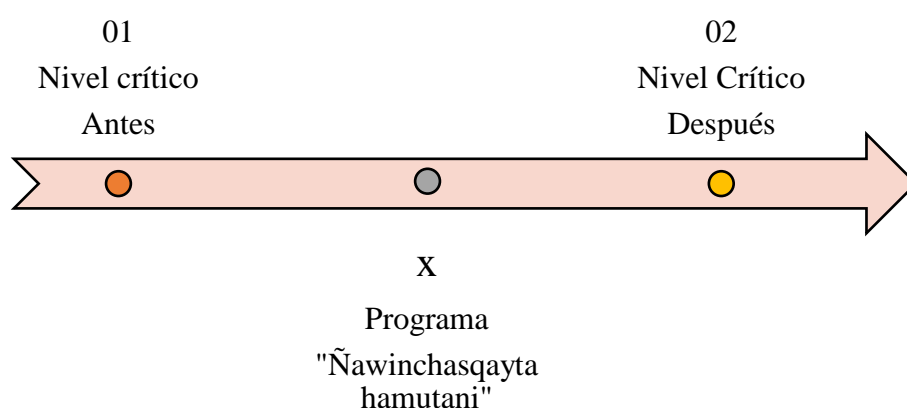 01
Nivel crítico
Antes
02
Nivel Crítico
Después
X
Programa
"Ñawinchasqayta
hamutani"